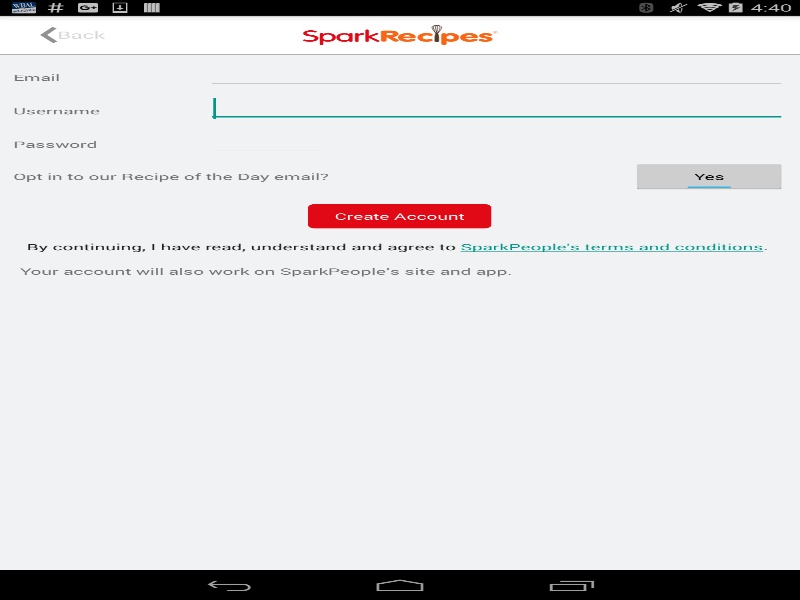 4:40
Back
SparkRecipes
Email
Username
Password
Opt in to our Recipe of the Day email?
Yes
Create Account
By continuing, I have read, understand and agree to SparkPeople's terms and conditions.
Your account will also work on SparkPeople's site and app.